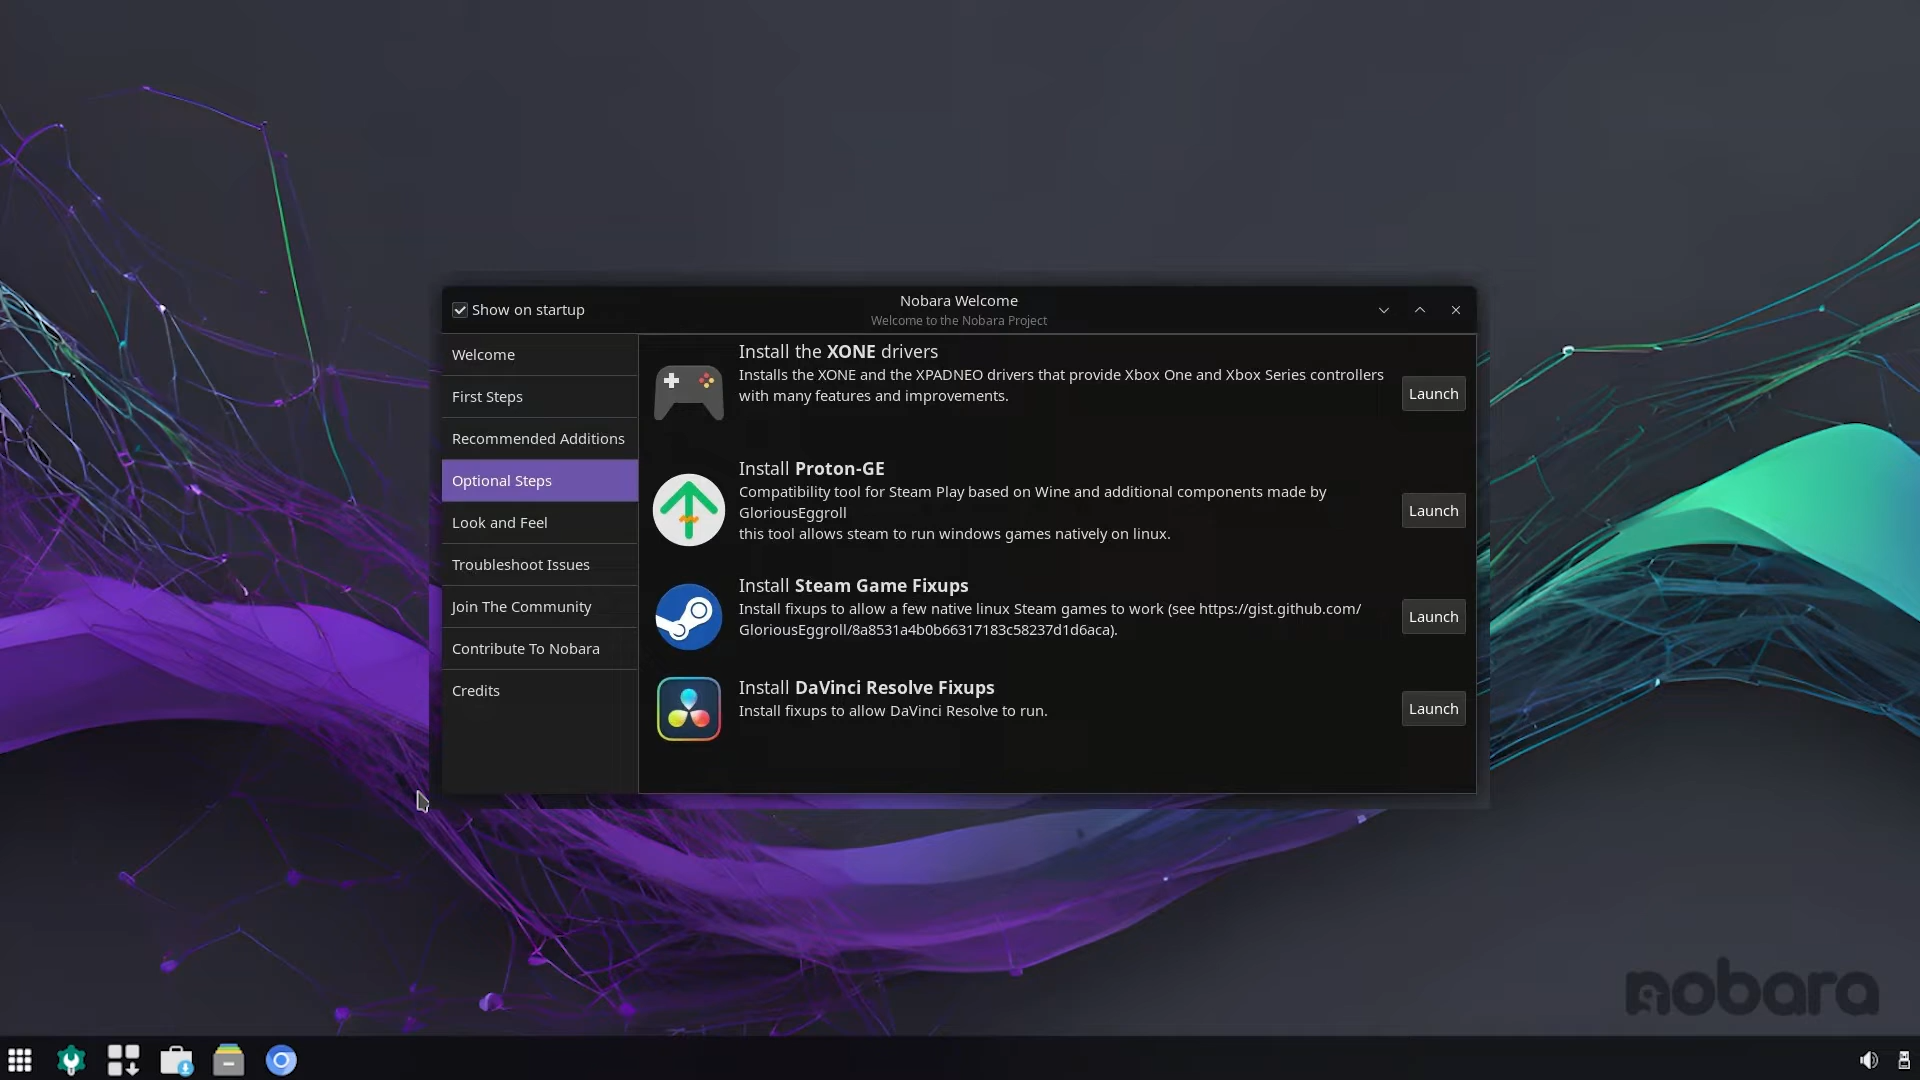 Show on startup
Nobara Welcome
Welcome to the Nobara Project
Welcome
First Steps
Recommended Additions
Optional Steps
Look and Feel
Troubleshoot Issues
Join The Community
Contribute To Nobara
Credits
Install the XONE drivers
Installs the XONE and the XPADNEO drivers that provide Xbox One and Xbox Series controllers
with many features and improvements.
Launch
Install Proton-GE
Compatibility tool for Steam Play based on Wine and additional components made by
GloriousEggroll
this tool allows steam to run windows games natively on linux.
Launch
Install Steam Game Fixups
Install fixups to allow a few native linux Steam games to work (see https://gist.github.com/
GloriousEggroll/8a8531a4b0b66317183c58237d1d6aca).
Launch
Install DaVinci Resolve Fixups
Install fixups to allow DaVinci Resolve to run.
Launch
nobara